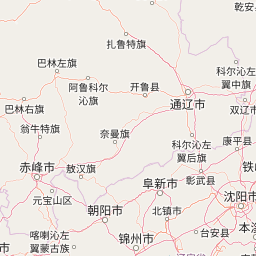 乾安县
扎鲁特旗
巴林左旗
科尔沁左
翼中旗
阿鲁科尔
沁旗
开鲁县
通辽市
巴林右旗
双辽市
翁牛特旗
奈曼旗
科尔沁左
翼后旗
康平县
赤峰市
敖汉旗
彰武县
阜新市
元宝山区
沈阳市
朝阳市
北镇市
喀喇沁左
翼蒙古族
台安县
锦州市